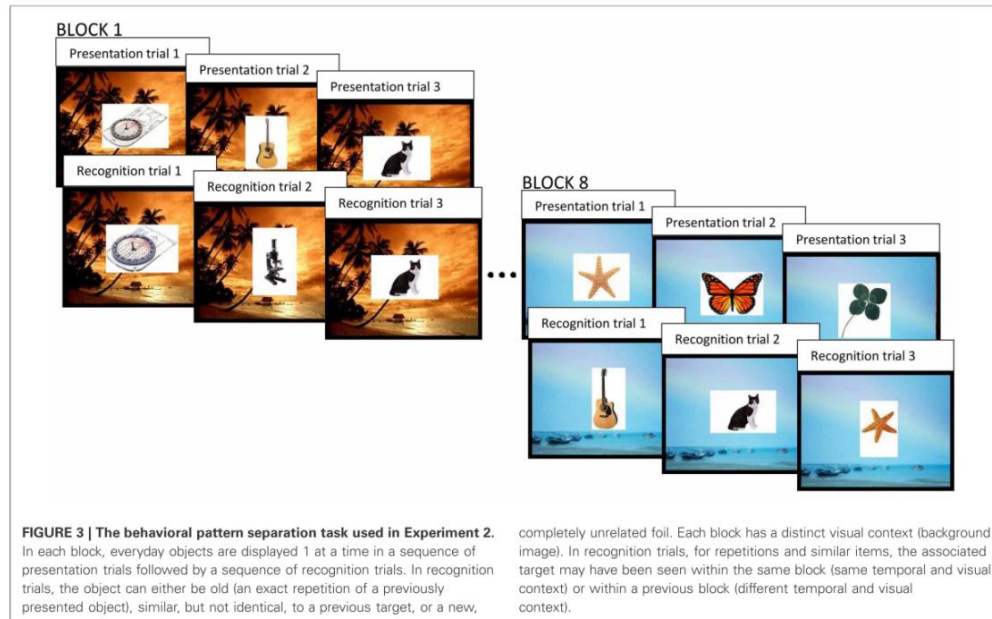 BLOCK 1
Presentation trial 1
Presentation trial 2
Presentation trial 3
Recognition trial 1
Recognition trial 2
Recognition trial 3
...
BLOCK 8
Presentation trial 1
Presentation trial 2
Presentation trial 3
Recognition trial 1
Recognition trial 2
Recognition trial 3
FIGURE 3 | The behavioral pattern separation task used in Experiment 2.
In each block, everyday objects are displayed 1 at a time in a sequence of
presentation trials followed by a sequence of recognition trials. In recognition
trials, the object can either be old (an exact repetition of a previously
presented object), similar, but not identical, to a previous target, or a new,
completely unrelated foil. Each block has a distinct visual context (background
image). In recognition trials, for repetitions and similar items, the associated
target may have been seen within the same block (same temporal and visual
context) or within a previous block (different temporal and visual
context).